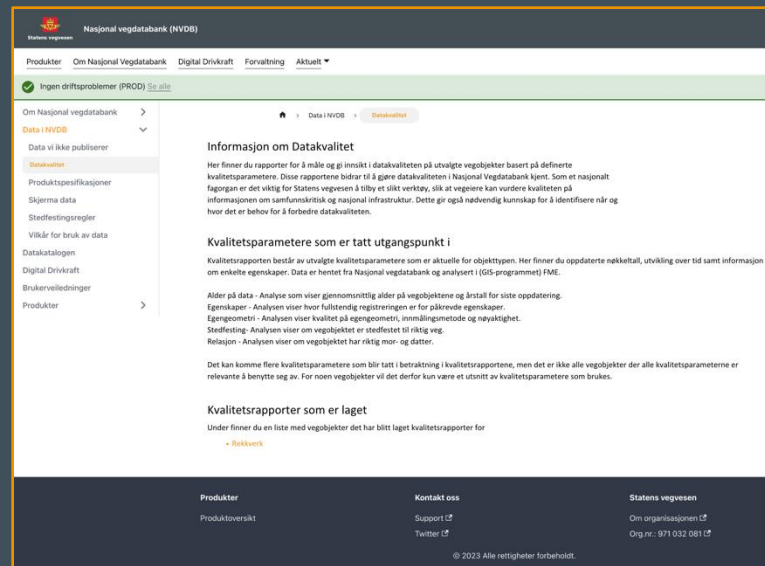 Statens vegvesen
Nasjonal vegdatabank (NVDB)
Produkter Om Nasjonal Vegdatabank Digital Drivkraft Forvaltning Aktuelt
Ingen driftsproblemer (PROD) Se alle
Om Nasjonal vegdatabank
Data i NVDB
Data vi ikke publiserer
Datakvalitet
Produktspesifikasjoner
Skjerma data
Stedfestingsregler
Vilkår for bruk av data
Datakatalogen
Digital Drivkraft
Brukerveiledninger
Produkter
Data i NVDB Datakvalitet
Informasjon om Datakvalitet
Her finner du rapporter for å måle og gi innsikt i datakvaliteten på utvalgte vegobjekter basert på definerte
kvalitetsparametere. Disse rapportene bidrar til å gjøre datakvaliteten i Nasjonal Vegdatabank kjent. Som et nasjonalt
fagorgan er det viktig for Statens vegvesen å tilby et slikt verktøy, slik at vegeiere kan vurdere kvaliteten på
informasjonen om samfunnskritisk og nasjonal infrastruktur. Dette gir også nødvendig kunnskap for å identifisere når og
hvor det er behov for å forbedre datakvaliteten.
Kvalitetsparametere som er tatt utgangspunkt i
Kvalitetsrapporten består av utvalgte kvalitetsparametere som er aktuelle for objekttypen. Her finner du oppdaterte nøkkeltall, utvikling over tid samt informasjon
om enkelte egenskaper. Data er hentet fra Nasjonal vegdatabank og analysert i (GIS-programmet) FME.
Alder på data - Analyse som viser gjennomsnittlig alder på vegobjektene og årstall for siste oppdatering.
Egenskaper - Analysen viser hvor fullstendig registreringen er for påkrevde egenskaper.
Egengeometri - Analysen viser kvalitet på egengeometri, innmålingsmetode og nøyaktighet.
Stedfesting- Analysen viser om vegobjektet er stedfestet til riktig veg.
Relasjon - Analysen viser om vegobjektet har riktig mor- og datter.
Det kan komme flere kvalitetsparametere som blir tatt i betraktning i kvalitetsrapportene, men det er ikke alle vegobjekter der alle kvalitetsparameterne er
relevante å benytte seg av. For noen vegobjekter vil det derfor kun være et utsnitt av kvalitetsparametere som brukes.
Kvalitetsrapporter som er laget
Under finner du en liste med vegobjekter det har blitt laget kvalitetsrapporter for
• Rekkverk
Produkter Kontakt oss Statens vegvesen
Produktoversikt Support Om organisasjonen
Twitter Org.nr.: 971 032 081
© 2023 Alle rettigheter forbeholdt.